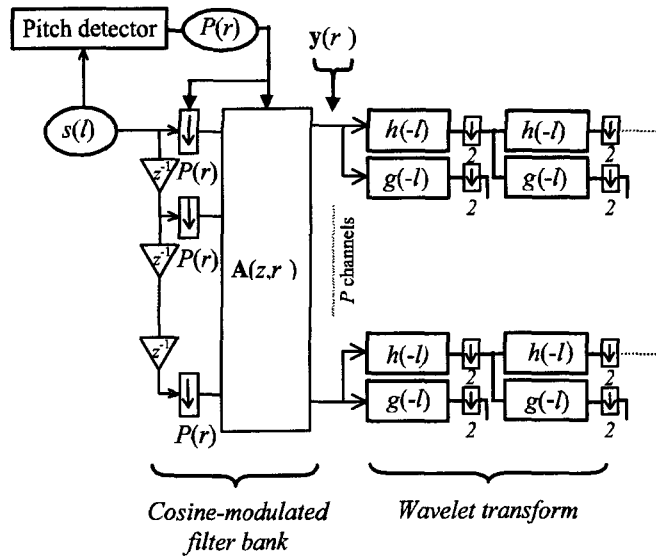 Pitch detector
P(r)
y(r)
s(l)
h(-l)
h(-l)
2
2
z⁻¹
P(r)
g(-l)
g(-l)
2
2
P(r)
A(z,r)
P channels
z⁻¹
z⁻¹
h(-l)
h(-l)
2
2
P(r)
g(-l)
g(-l)
2
2
Cosine-modulated
filter bank
Wavelet transform